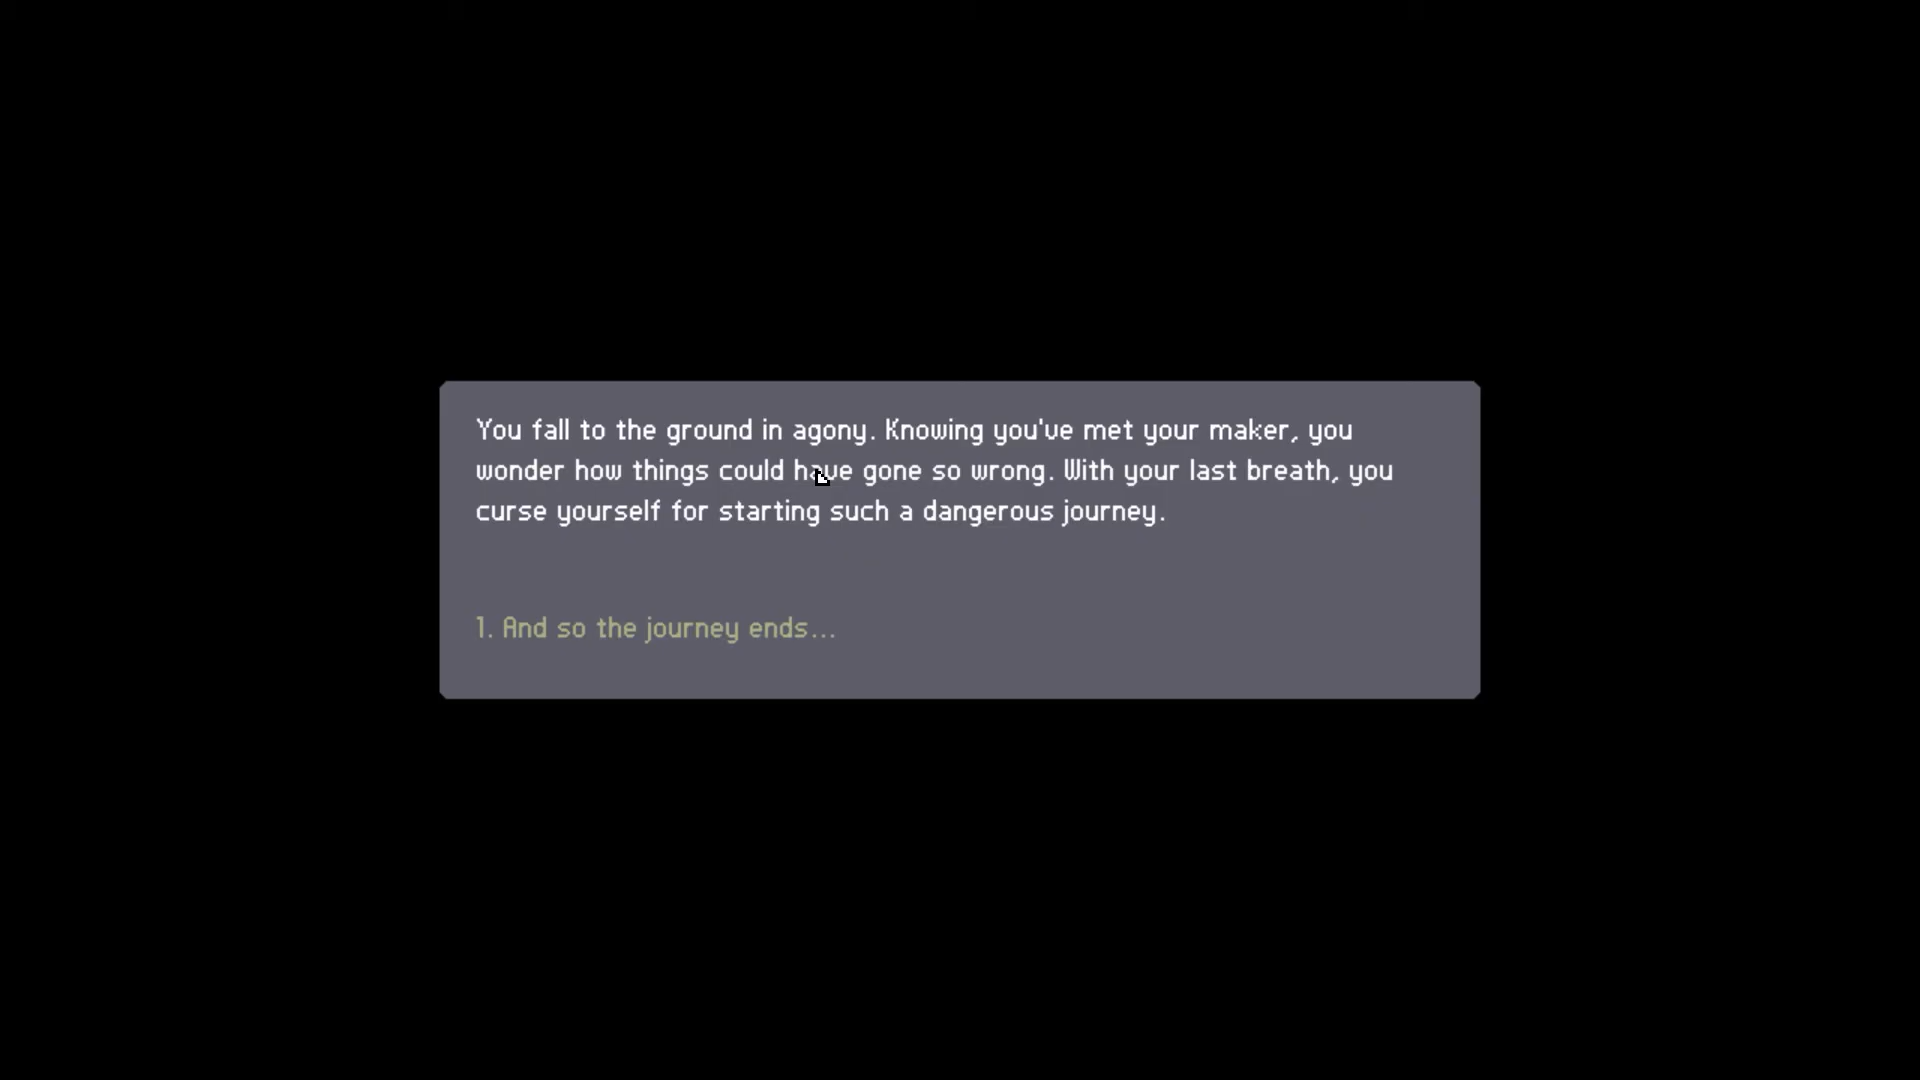 You fall to the ground in agony. Knowing you've met your maker, you
wonder how things could have gone so wrong. With your last breath, you
curse yourself for starting such a dangerous journey.
1. And so the journey ends...